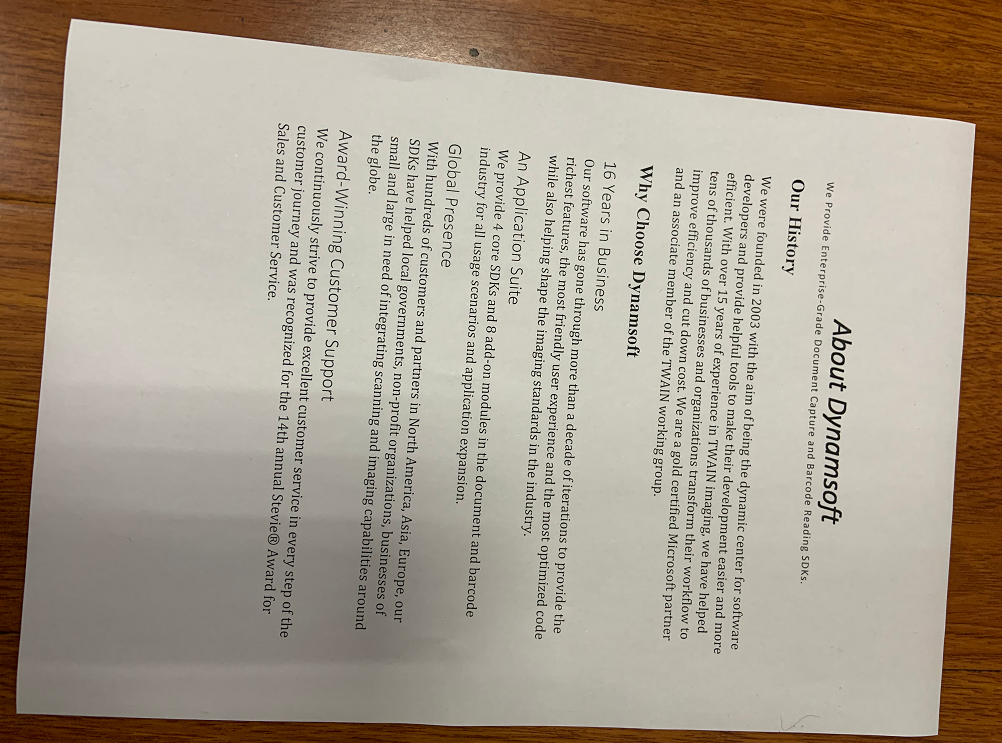 About Dynamsoft
We Provide Enterprise-Grade Document Capture and Barcode Reading SDKs.
Our History
We were founded in 2003 with the aim of being the dynamic center for software
developers and provide helpful tools to make their development easier and more
efficient. With over 15 years of experience in TWAIN imaging, we have helped
tens of thousands of businesses and organizations transform their workflow to
improve efficiency and cut down cost. We are a gold certified Microsoft partner
and an associate member of the TWAIN working group.
Why Choose Dynamsoft
16 Years in Business
Our software has gone through more than a decade of iterations to provide the
richest features, the most friendly user experience and the most optimized code
while also helping shape the imaging standards in the industry.
An Application Suite
We provide 4 core SDKs and 8 add-on modules in the document and barcode
industry for all usage scenarios and application expansion.
Global Presence
With hundreds of customers and partners in North America, Asia, Europe, our
SDKs have helped local governments, non-profit organizations, businesses of
small and large in need of integrating scanning and imaging capabilities around
the globe.
Award-Winning Customer Support
We continuously strive to provide excellent customer service in every step of the
customer journey and was recognized for the 14th annual Stevie® Award for
Sales and Customer Service.